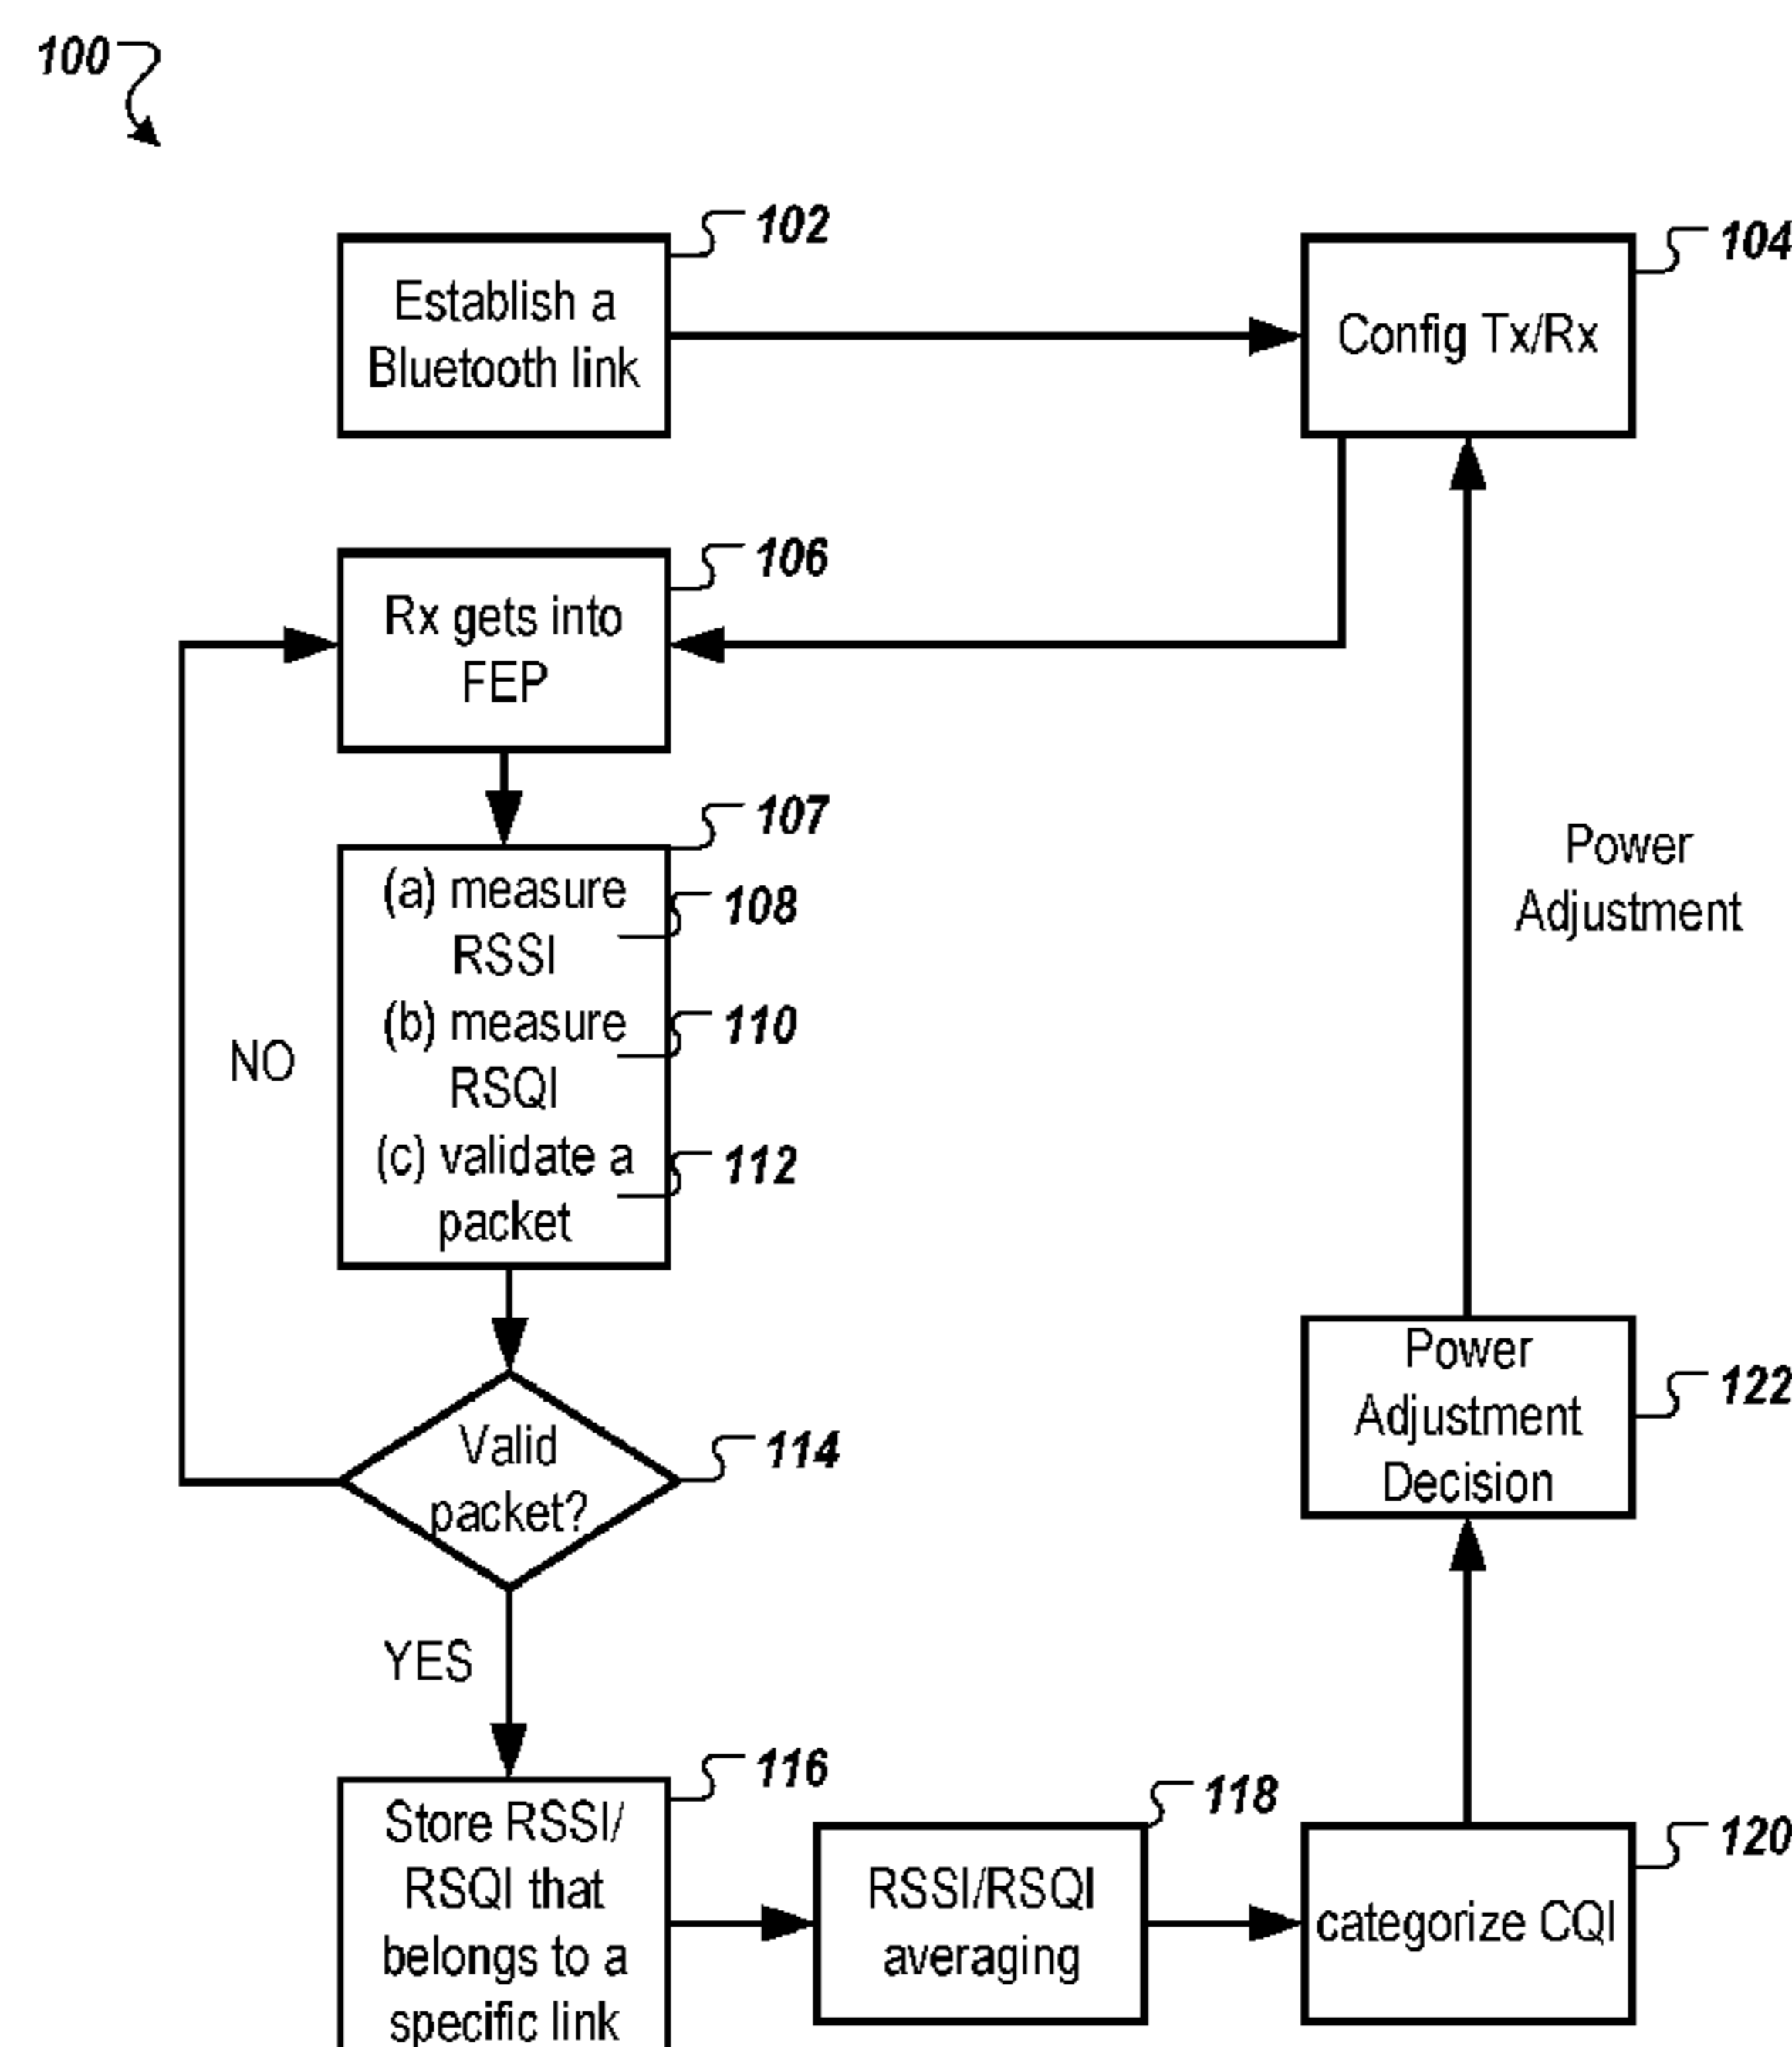 100
102
Establish a
Bluetooth link
104
Config Tx/Rx
106
Rx gets into
FEP
107
(a) measure
RSSI
108
(b) measure
RSQI
110
(c) validate a
packet
112
NO
Power
Adjustment
Valid
packet?
114
YES
Power
Adjustment
Decision
122
116
Store RSSI/
RSQI that
belongs to a
specific link
118
RSSI/RSQI
averaging
120
categorize CQI